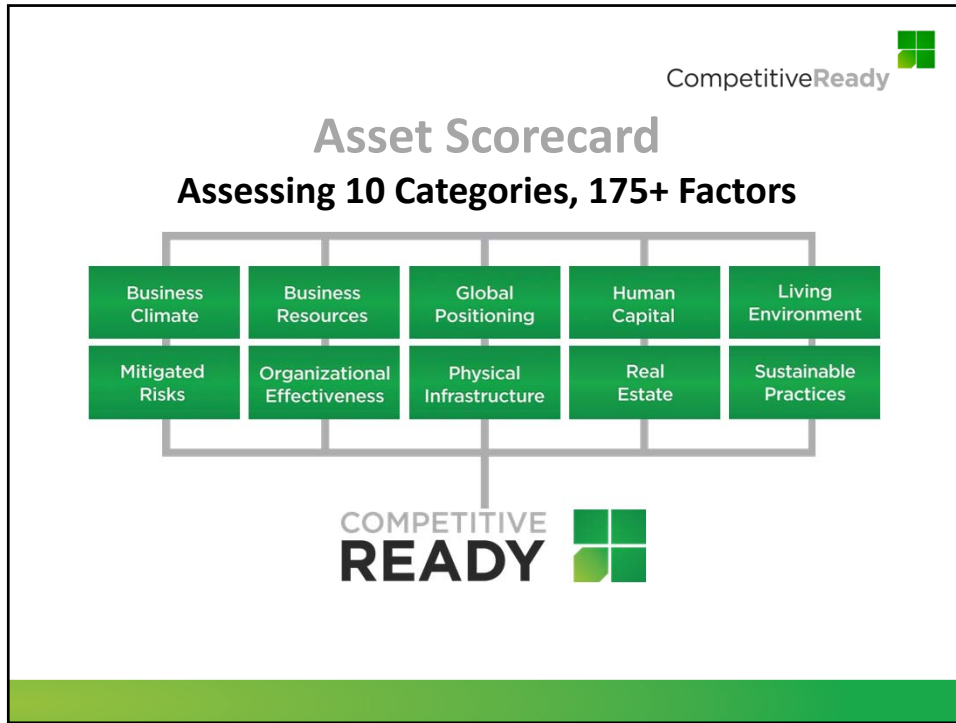 CompetitiveReady
Asset Scorecard
Assessing 10 Categories, 175+ Factors
Business
Climate
Business
Resources
Global
Positioning
Human
Capital
Living
Environment
Mitigated
Risks
Organizational
Effectiveness
Physical
Infrastructure
Real
Estate
Sustainable
Practices
COMPETITIVE
READY